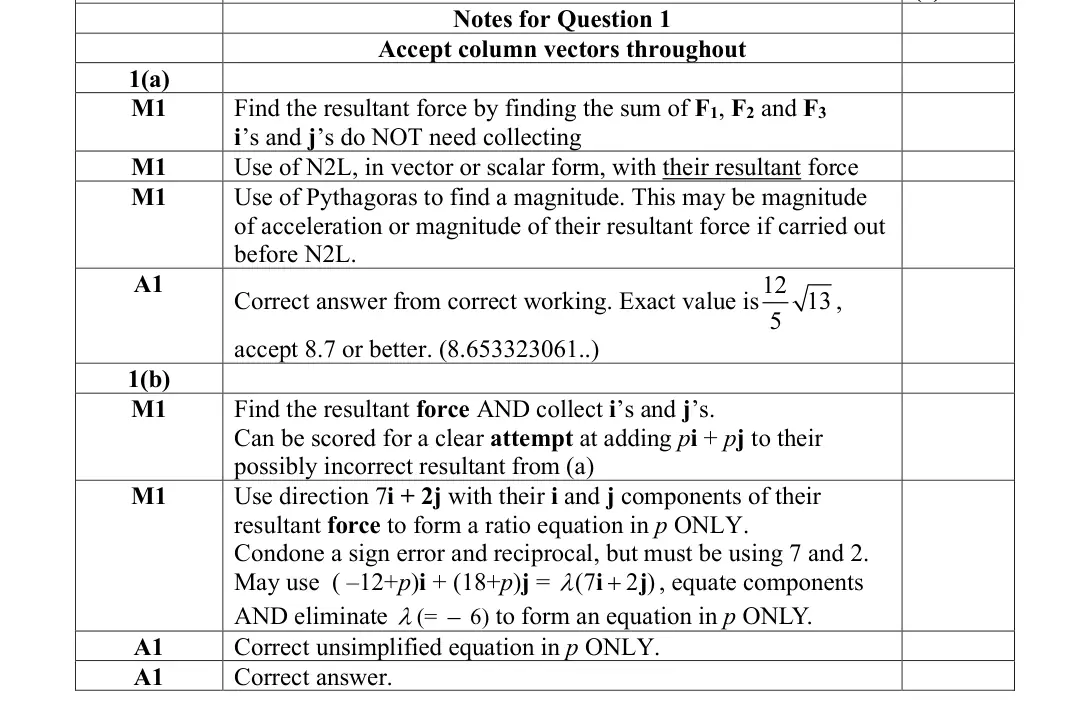 Notes for Question 1
Accept column vectors throughout
1(a)
M1 Find the resultant force by finding the sum of F₁, F₂ and F₃
i’s and j’s do NOT need collecting
M1 Use of N2L, in vector or scalar form, with their resultant force
M1 Use of Pythagoras to find a magnitude. This may be magnitude
of acceleration or magnitude of their resultant force if carried out
before N2L.
A1 Correct answer from correct working. Exact value is 12/5 √13 ,
accept 8.7 or better. (8.653323061..)
1(b)
M1 Find the resultant force AND collect i’s and j’s.
Can be scored for a clear attempt at adding pi + pj to their
possibly incorrect resultant from (a)
M1 Use direction 7i + 2j with their i and j components of their
resultant force to form a ratio equation in p ONLY.
Condone a sign error and reciprocal, but must be using 7 and 2.
May use ( –12+p)i + (18+p)j = λ(7i + 2j) , equate components
AND eliminate λ (= – 6) to form an equation in p ONLY.
A1 Correct unsimplified equation in p ONLY.
A1 Correct answer.